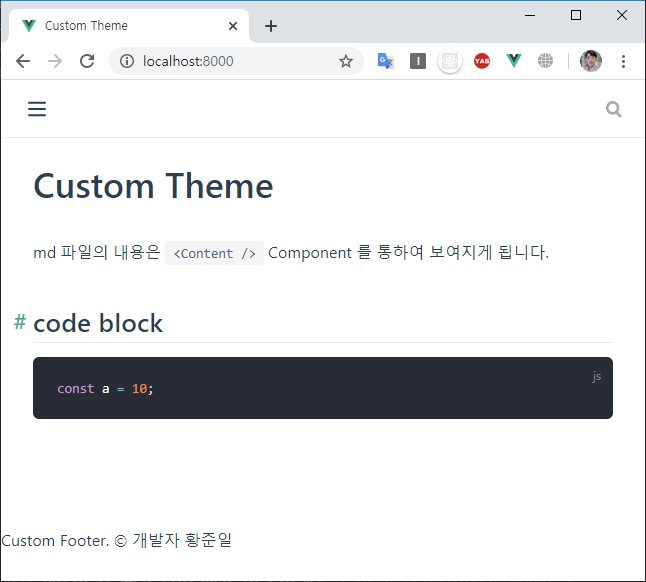 Custom Theme
localhost:8000
I
YAB
Custom Theme
md 파일의 내용은 <Content /> Component 를 통하여 보여지게 됩니다.
# code block
js
const a = 10;
Custom Footer. © 개발자 황준일